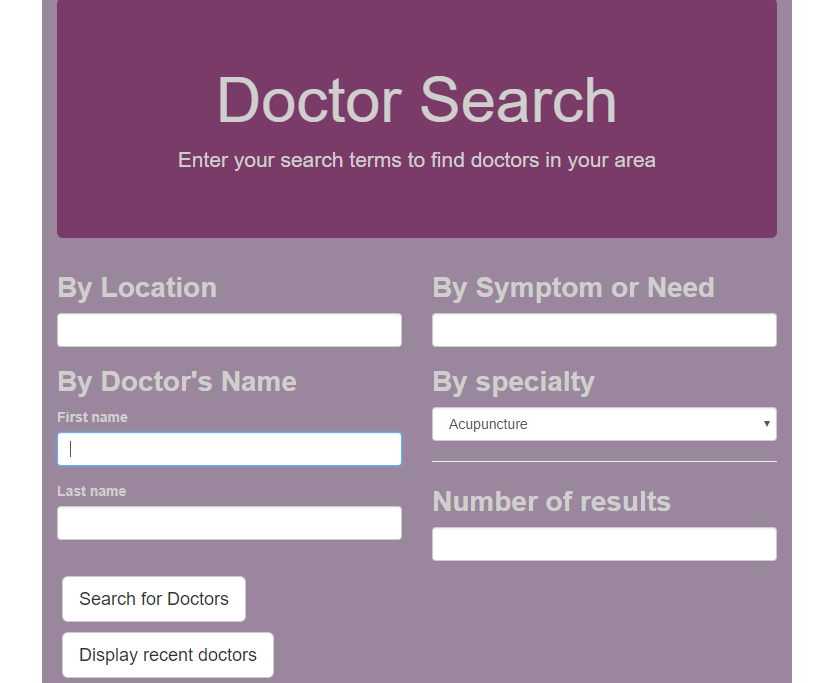 Doctor Search
Enter your search terms to find doctors in your area
By Location
By Symptom or Need
By Doctor's Name
First name
Last name
By specialty
Acupuncture
Number of results
Search for Doctors
Display recent doctors